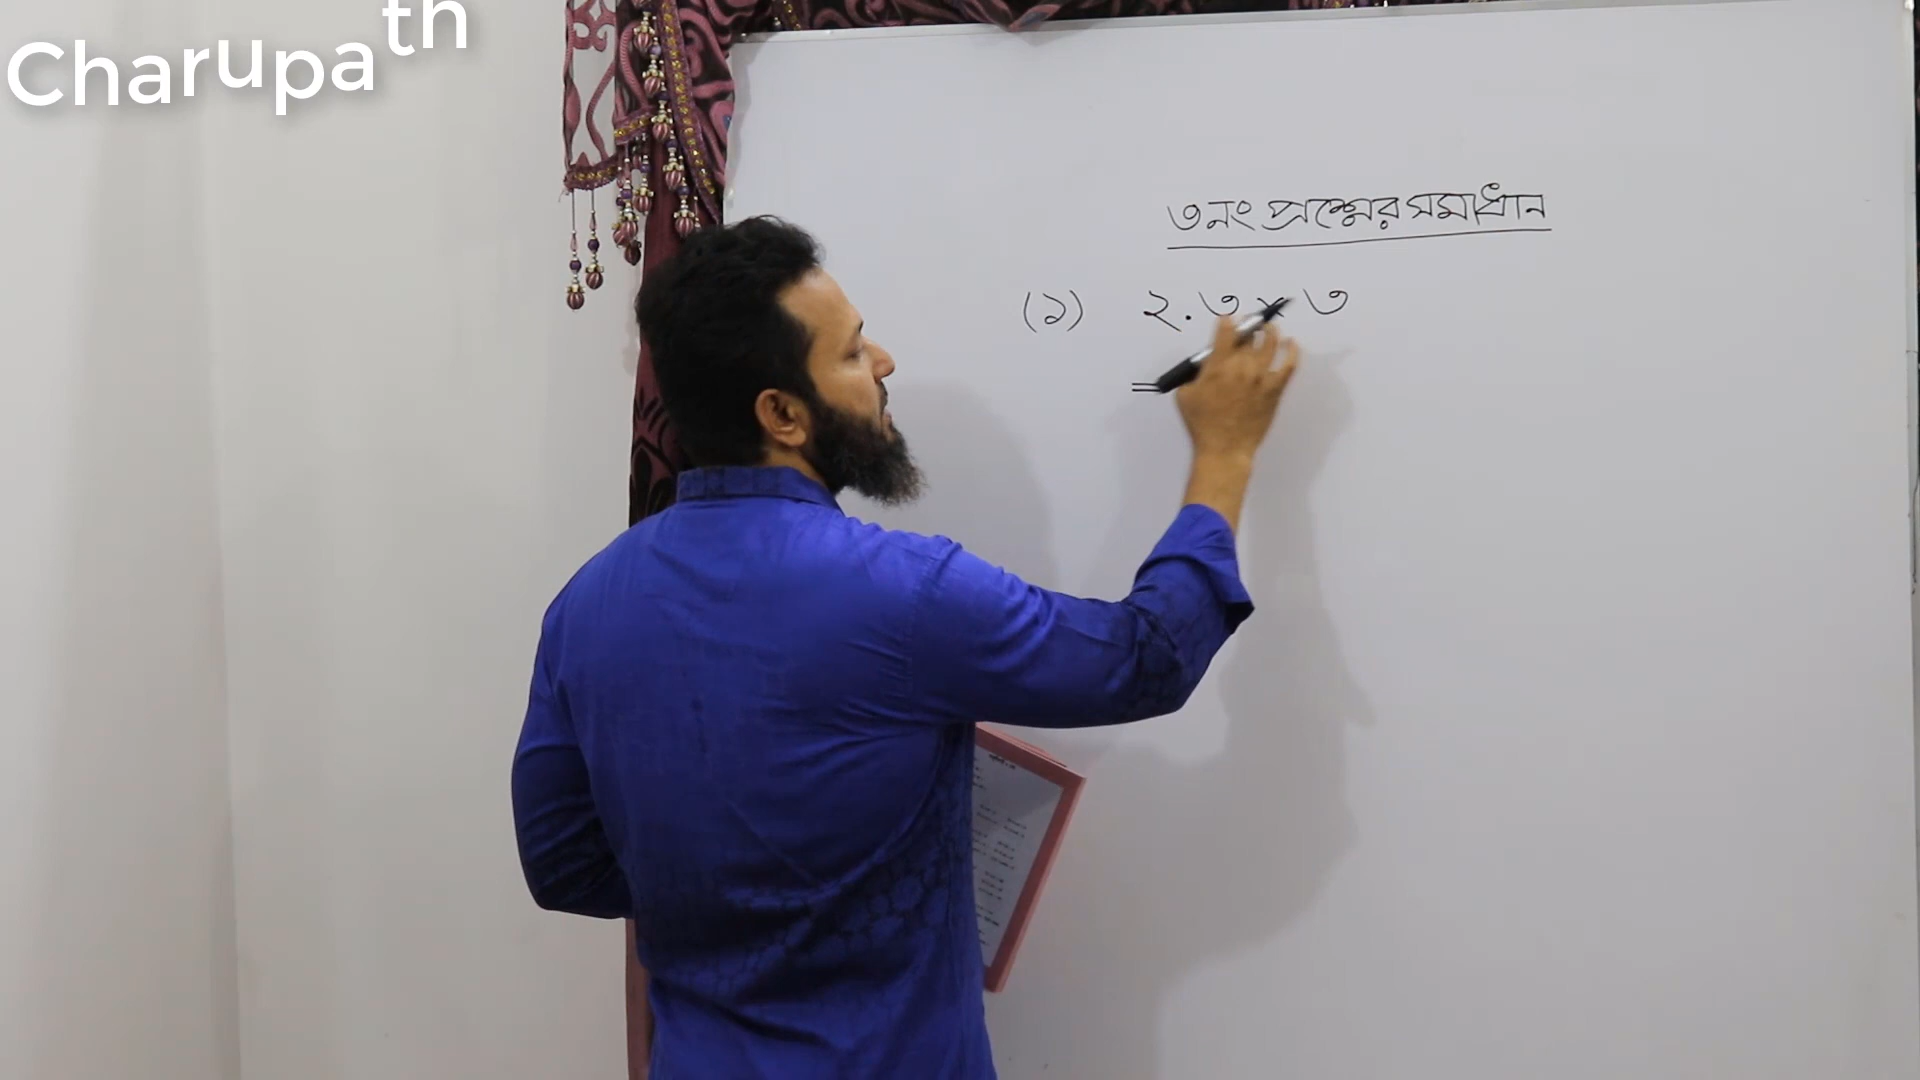 Charupath
৩নং প্রশ্নের সমাধান
(১) ২.৩ × ৩
=